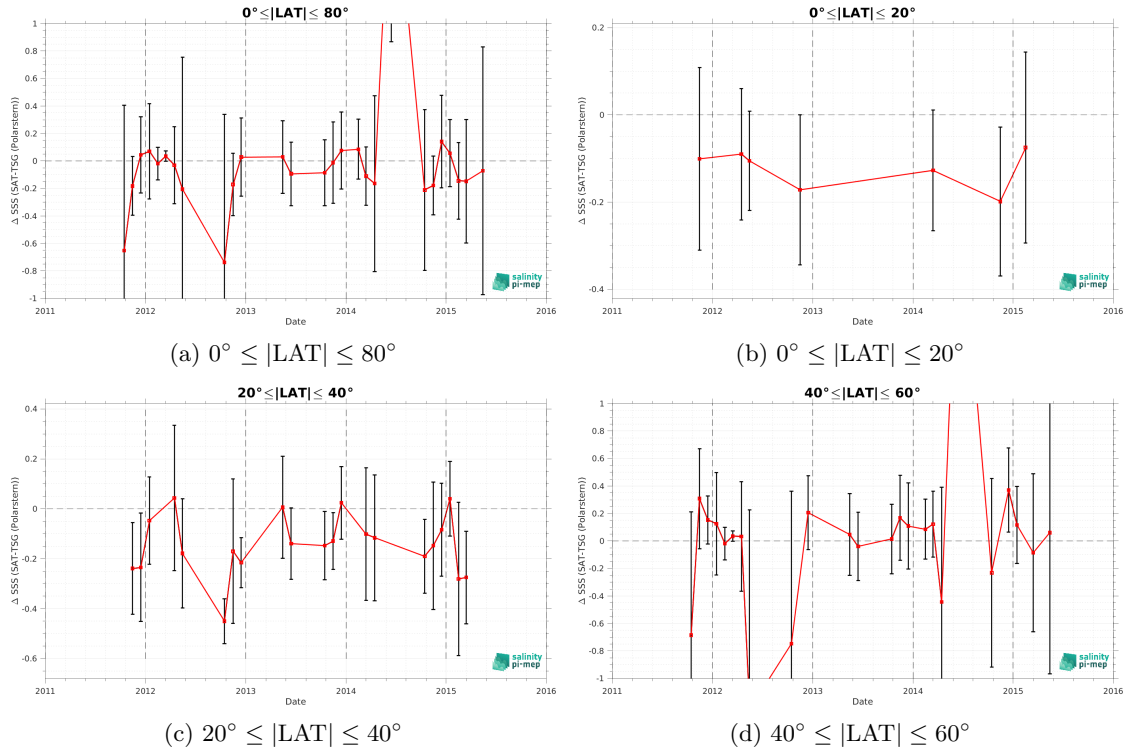 0°≤|LAT|≤ 80°
1
0.8
0.6
0.4
0.2
0
-0.2
-0.4
-0.6
-0.8
-1
Δ SSS (SAT-TSG (Polarstern))
2011 2012 2013 2014 2015 2016
Date
salinity
pi-mep
(a) 0° ≤ |LAT| ≤ 80°
0°≤|LAT|≤ 20°
0.2
0
-0.2
-0.4
Δ SSS (SAT-TSG (Polarstern))
2011 2012 2013 2014 2015 2016
Date
salinity
pi-mep
(b) 0° ≤ |LAT| ≤ 20°
20°≤|LAT|≤ 40°
0.4
0.2
0
-0.2
-0.4
-0.6
Δ SSS (SAT-TSG (Polarstern))
2011 2012 2013 2014 2015 2016
Date
salinity
pi-mep
(c) 20° ≤ |LAT| ≤ 40°
40°≤|LAT|≤ 60°
1
0.8
0.6
0.4
0.2
0
-0.2
-0.4
-0.6
-0.8
-1
Δ SSS (SAT-TSG (Polarstern))
2011 2012 2013 2014 2015 2016
Date
salinity
pi-mep
(d) 40° ≤ |LAT| ≤ 60°